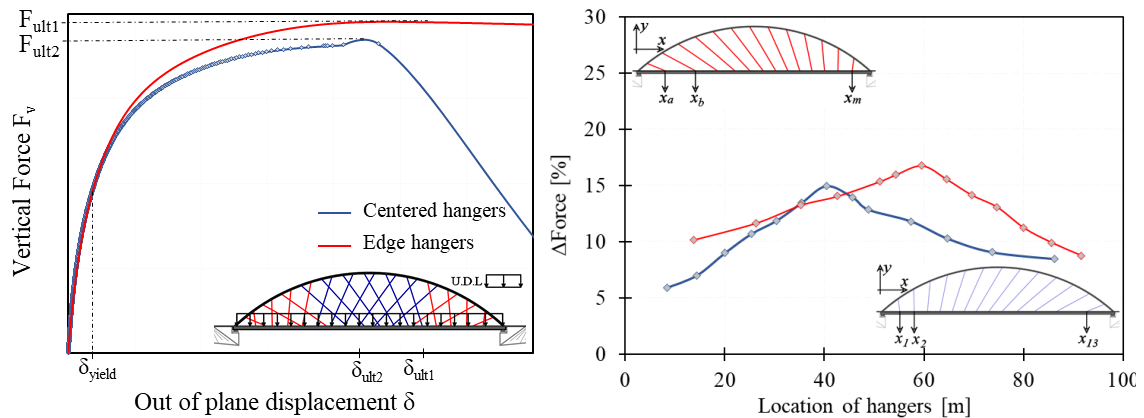 F_ult1
F_ult2
Vertical Force F_v
Centered hangers
Edge hangers
U.D.L
δ_yield
δ_ult2
δ_ult1
Out of plane displacement δ
30
25
20
15
10
5
0
ΔForce [%]
y
x
x_a
x_b
x_m
y
x
x_1
x_2
x_13
0
20
40
60
80
100
Location of hangers [m]